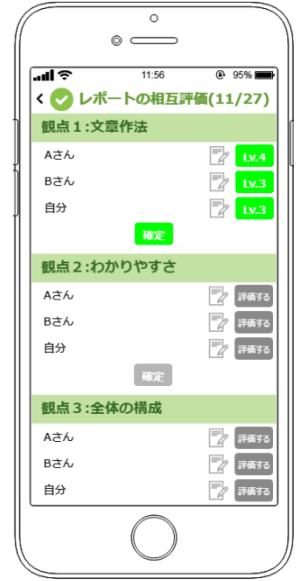 11:56 95%
レポートの相互評価(11/27)
観点1:文章作法
Aさん Lv.4
Bさん Lv.3
自分 Lv.3
確定
観点2:わかりやすさ
Aさん 評価する
Bさん 評価する
自分 評価する
確定
観点3:全体の構成
Aさん 評価する
Bさん 評価する
自分 評価する